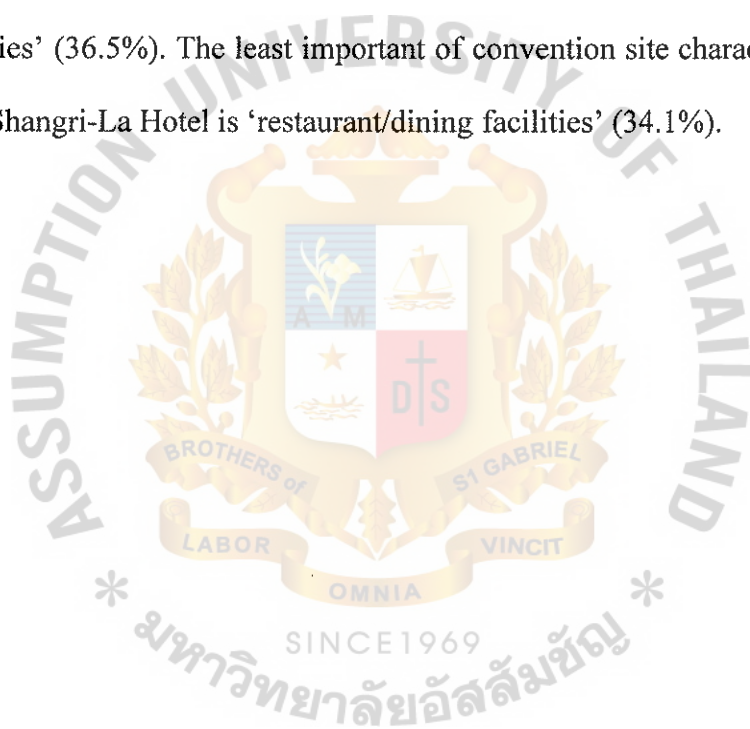 ies’ (36.5%). The least important of convention site charac
Shangri-La Hotel is ‘restaurant/dining facilities’ (34.1%).
ASSUMPTION UNIVERSITY OF THAILAND
A M
D S
BROTHERS of ST GABRIEL
LABOR OMNIA VINCIT
* SINCE 1969 *
มหาวิทยาลัยอัสสัมชัญ